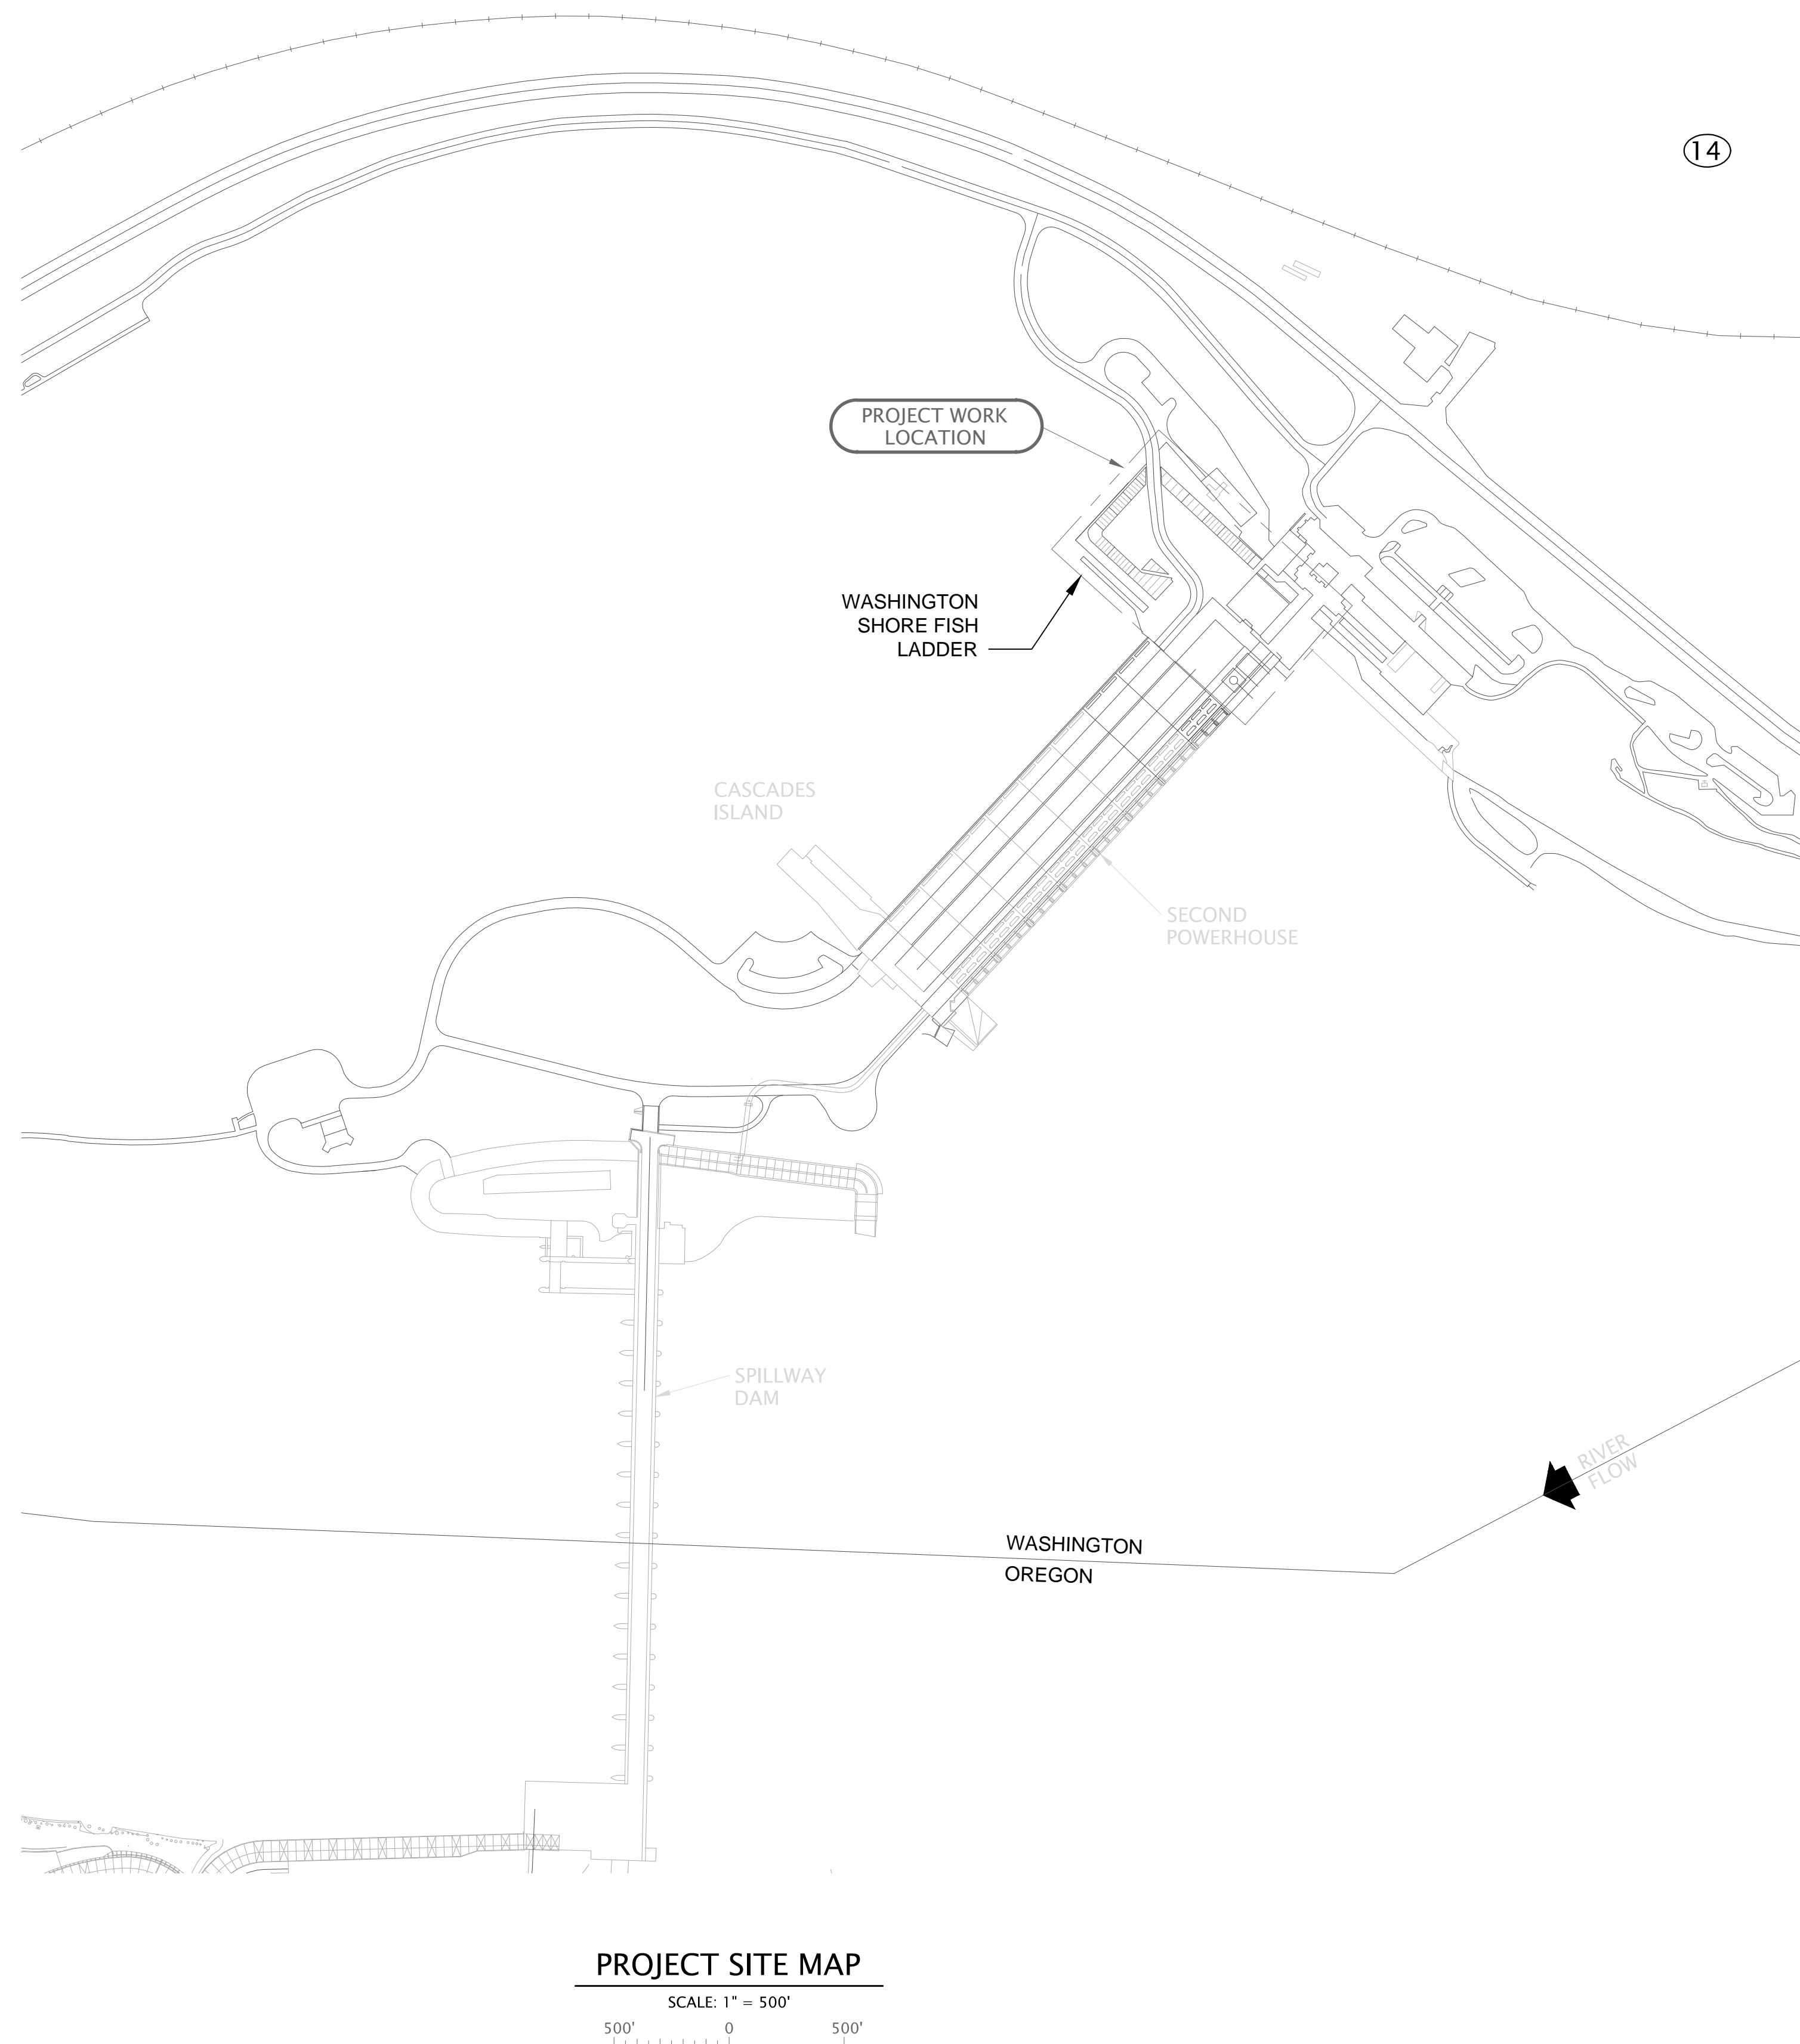 14
PROJECT WORK
LOCATION
WASHINGTON
SHORE FISH
LADDER
CASCADES
ISLAND
SECOND
POWERHOUSE
SPILLWAY
DAM
RIVER
FLOW
WASHINGTON
OREGON
PROJECT SITE MAP
SCALE: 1" = 500'
500' 0 500'